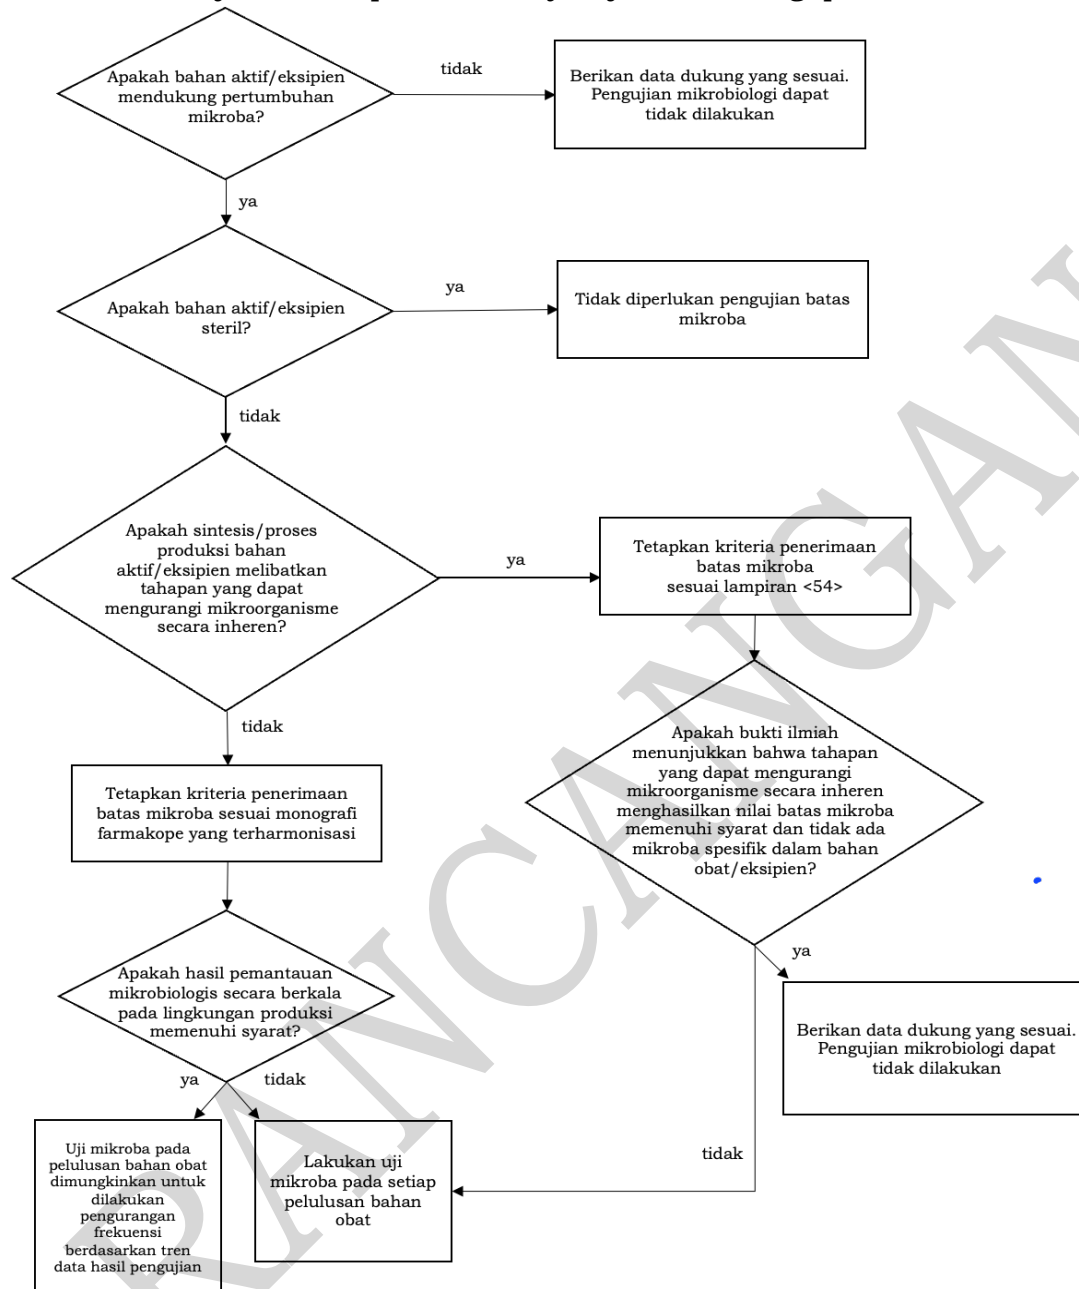 Apakah bahan aktif/eksipien
mendukung pertumbuhan
mikroba?
tidak
Berikan data dukung yang sesuai.
Pengujian mikrobiologi dapat
tidak dilakukan
ya
Apakah bahan aktif/eksipien
steril?
ya
Tidak diperlukan pengujian batas
mikroba
tidak
Apakah sintesis/proses
produksi bahan
aktif/eksipien melibatkan
tahapan yang dapat
mengurangi mikroorganisme
secara inheren?
ya
Tetapkan kriteria penerimaan
batas mikroba
sesuai lampiran <54>
tidak
Apakah bukti ilmiah
menunjukkan bahwa tahapan
yang dapat mengurangi
mikroorganisme secara inheren
menghasilkan nilai batas mikroba
memenuhi syarat dan tidak ada
mikroba spesifik dalam bahan
obat/eksipien?
Tetapkan kriteria penerimaan
batas mikroba sesuai monografi
farmakope yang terharmonisasi
ya
Berikan data dukung yang sesuai.
Pengujian mikrobiologi dapat
tidak dilakukan
Apakah hasil pemantauan
mikrobiologis secara berkala
pada lingkungan produksi
memenuhi syarat?
ya
tidak
tidak
Uji mikroba pada
pelulusan bahan obat
dimungkinkan untuk
dilakukan
pengurangan
frekuensi
berdasarkan tren
data hasil pengujian
Lakukan uji
mikroba pada setiap
pelulusan bahan
obat
RANCANGAN